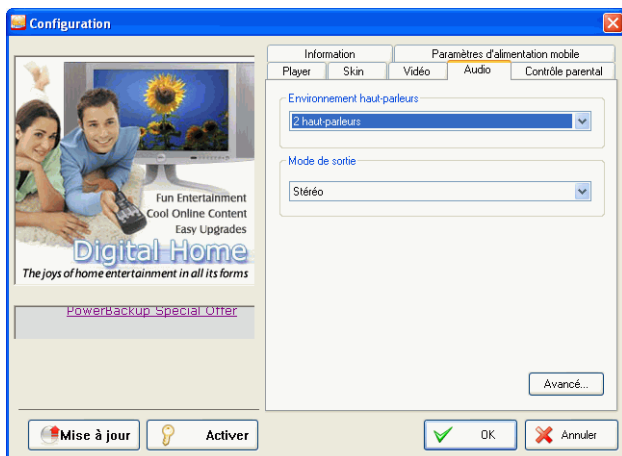 Configuration
Information
Paramètres d'alimentation mobile
Player
Skin
Vidéo
Audio
Contrôle parental
Environnement haut-parleurs
2 haut-parleurs
Mode de sortie
Stéréo
Fun Entertainment
Cool Online Content
Easy Upgrades
Digital Home
The joys of home entertainment in all its forms
PowerBackup Special Offer
Avancé...
Mise à jour
Activer
OK
Annuler